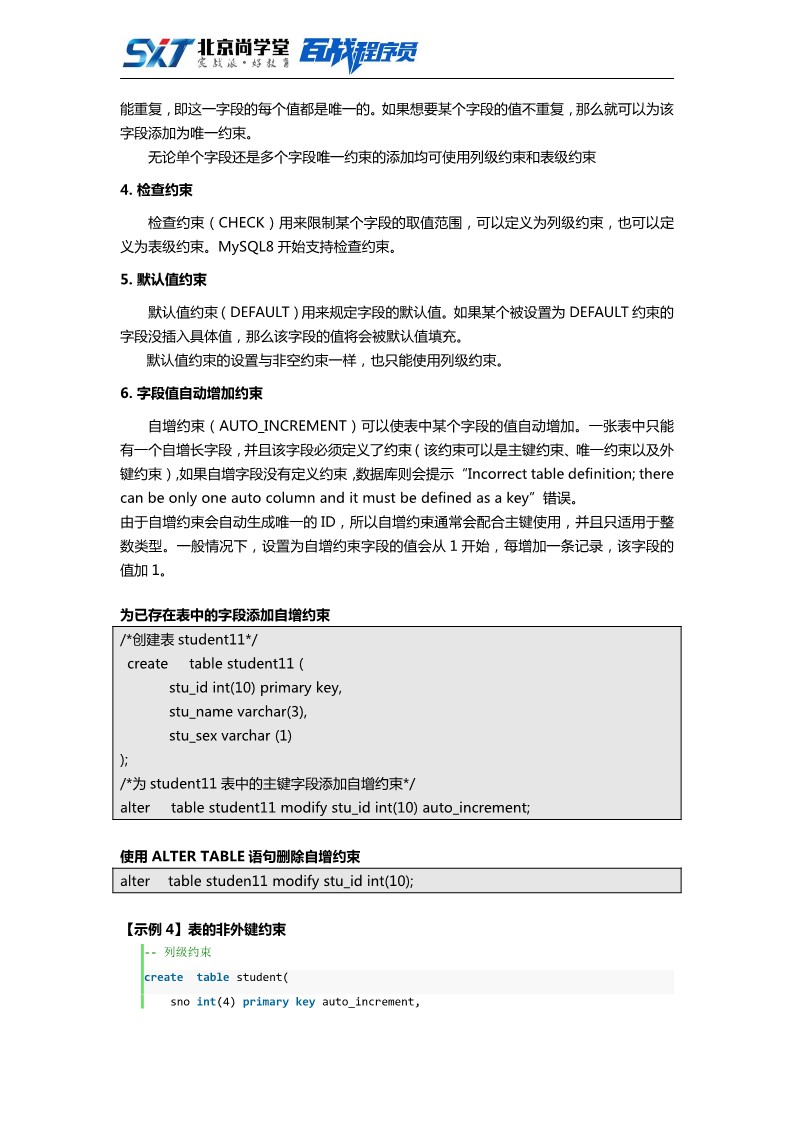 SXT 北京尚学堂 百战程序员
实战派·好教育
能重复，即这一字段的每个值都是唯一的。如果想要某个字段的值不重复，那么就可以为该
字段添加为唯一约束。
无论单个字段还是多个字段唯一约束的添加均可使用列级约束和表级约束
4. 检查约束
检查约束（CHECK）用来限制某个字段的取值范围，可以定义为列级约束，也可以定
义为表级约束。MySQL8 开始支持检查约束。
5. 默认值约束
默认值约束（DEFAULT）用来规定字段的默认值。如果某个被设置为 DEFAULT 约束的
字段没插入具体值，那么该字段的值将会被默认值填充。
默认值约束的设置与非空约束一样，也只能使用列级约束。
6. 字段值自动增加约束
自增约束（AUTO_INCREMENT）可以使表中某个字段的值自动增加。一张表中只能
有一个自增长字段，并且该字段必须定义了约束（该约束可以是主键约束、唯一约束以及外
键约束）,如果自增字段没有定义约束，数据库则会提示“Incorrect table definition; there
can be only one auto column and it must be defined as a key”错误。
由于自增约束会自动生成唯一的 ID，所以自增约束通常会配合主键使用，并且只适用于整
数类型。一般情况下，设置为自增约束字段的值会从 1 开始，每增加一条记录，该字段的
值加 1。
为已存在表中的字段添加自增约束
/*创建表 student11*/
create table student11 (
stu_id int(10) primary key,
stu_name varchar(3),
stu_sex varchar (1)
);
/*为 student11 表中的主键字段添加自增约束*/
alter table student11 modify stu_id int(10) auto_increment;
使用 ALTER TABLE 语句删除自增约束
alter table studen11 modify stu_id int(10);
【示例 4】表的非外键约束
-- 列级约束
create table student(
sno int(4) primary key auto_increment,